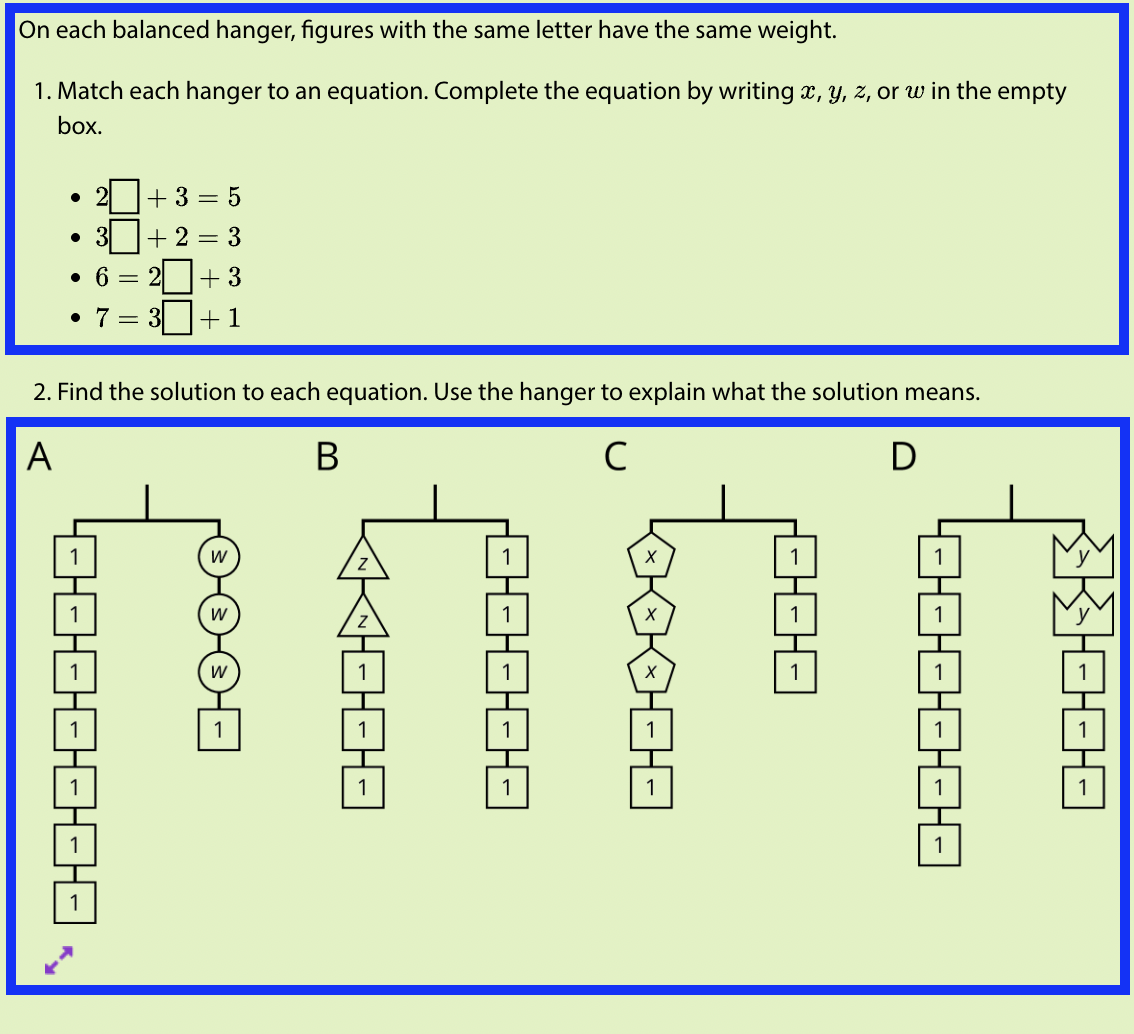 On each balanced hanger, figures with the same letter have the same weight.
1. Match each hanger to an equation. Complete the equation by writing x, y, z, or w in the empty
box.
• 2□ + 3 = 5
• 3□ + 2 = 3
• 6 = 2□ + 3
• 7 = 3□ + 1
2. Find the solution to each equation. Use the hanger to explain what the solution means.
A B C D
1 w z 1 x 1 1 y
1 w z 1 x 1 1 y
1 w 1 1 x 1 1 1
1 1 1 1 1 1 1
1 1 1 1 1 1
1 1
1